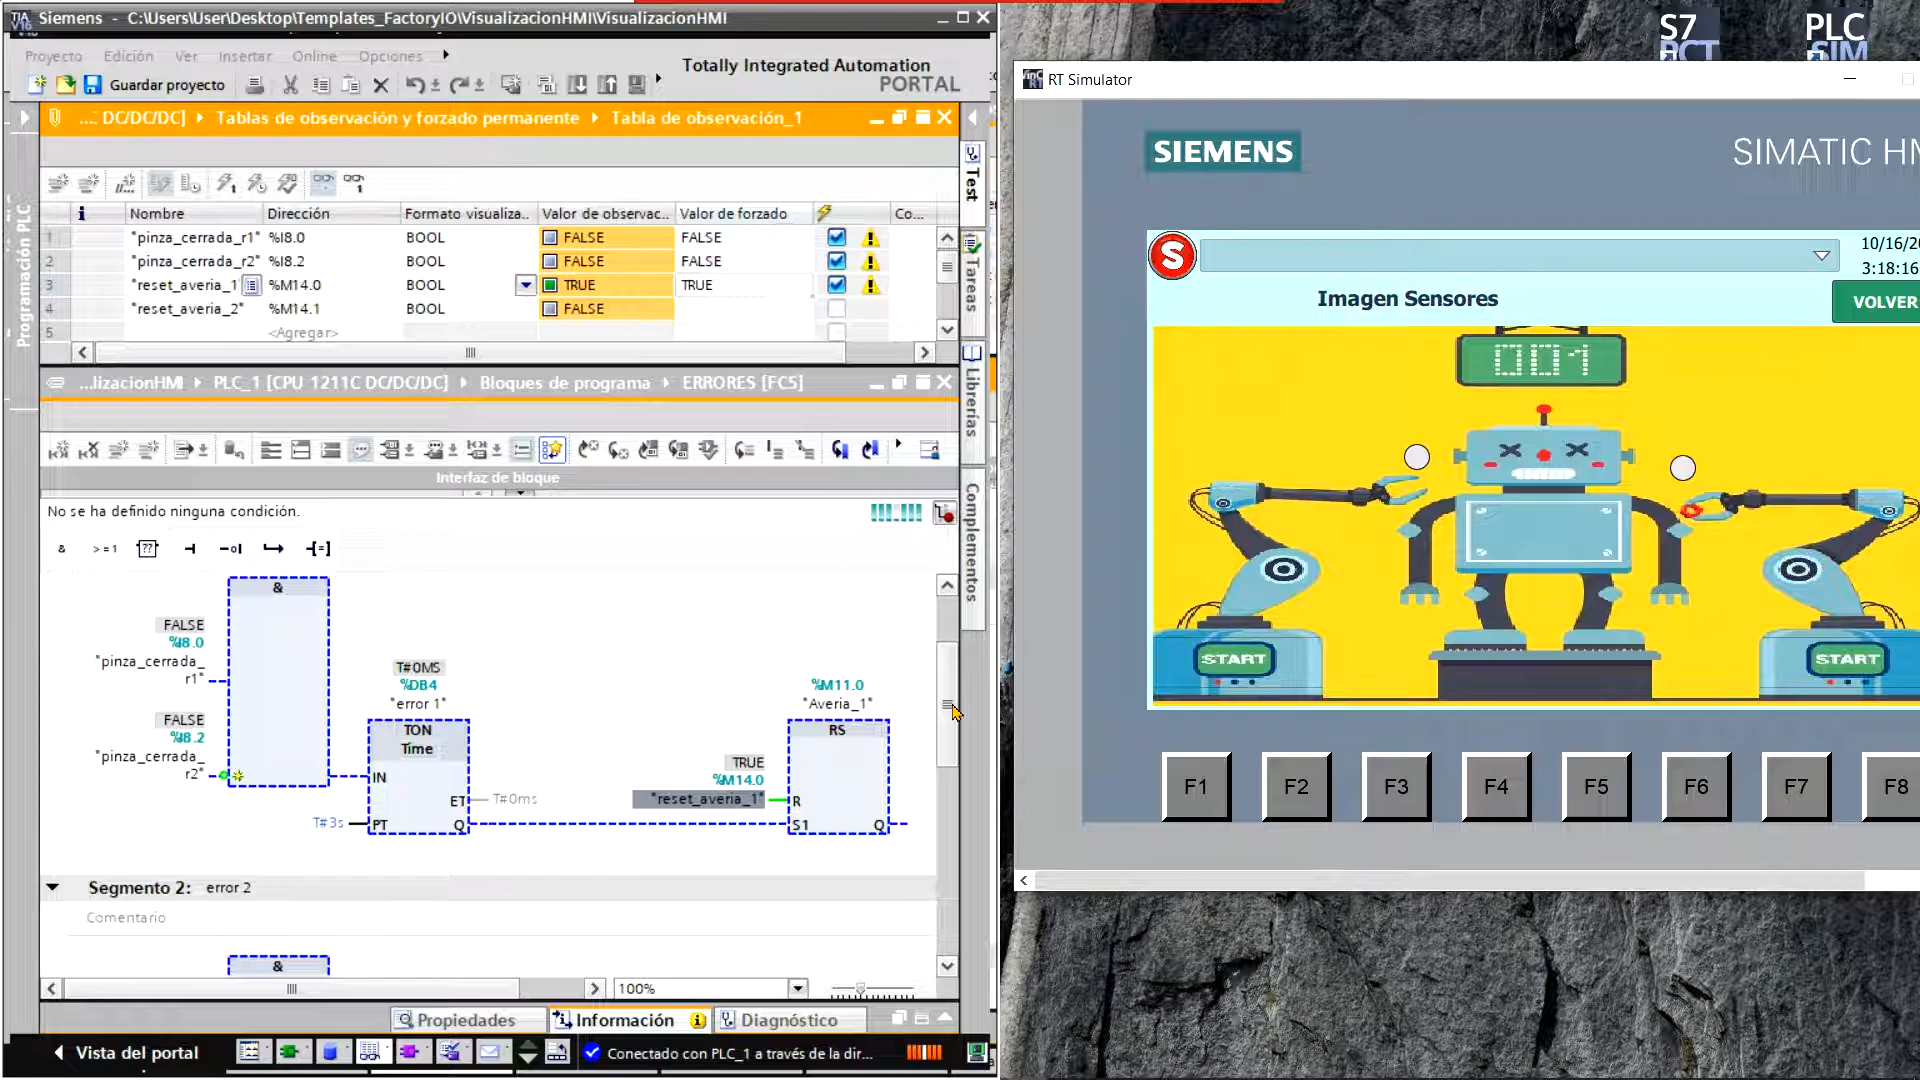 Siemens - C:\Users\User\Desktop\Templates_FactoryIO\VisualizacionHMI\VisualizacionHMI
Proyecto Edición Ver Insertar Online Opciones
Totally Integrated Automation
PORTAL
Guardar proyecto
...: DC/DC/DC] Tablas de observación y forzado permanente Tabla de observación_1
i Nombre Dirección Formato visualiza.. Valor de observac.. Valor de forzado Co...
1 "pinza_cerrada_r1" %I8.0 BOOL FALSE FALSE
2 "pinza_cerrada_r2" %I8.2 BOOL FALSE FALSE
3 "reset_averia_1" %M14.0 BOOL TRUE TRUE
4 "reset_averia_2" %M14.1 BOOL FALSE
5 <Agregar>
...lizacionHMI PLC_1 [CPU 1211C DC/DC/DC] Bloques de programa ERRORES [FC5]
Interfaz de bloque
No se ha definido ninguna condición.
& >=1 ??
&
FALSE
%I8.0
"pinza_cerrada_
r1"
FALSE
%I8.2
"pinza_cerrada_
r2"
T#0MS
%DB4
"error 1"
TON
Time
IN
ET T#0ms
T#3s PT Q
%M11.0
"Averia_1"
RS
TRUE
%M14.0
"reset_averia_1" R
S1 Q
Segmento 2: error 2
Comentario
&
100%
Propiedades Información Diagnóstico
Vista del portal
Conectado con PLC_1 a través de la dir...
Programación PLC
Test
Tareas
Librerías
Complementos
S7
PCT
PLC
SIM
RT Simulator
SIEMENS
SIMATIC HM
S
10/16/20
3:18:16
Imagen Sensores
VOLVER
001
START
START
F1 F2 F3 F4 F5 F6 F7 F8